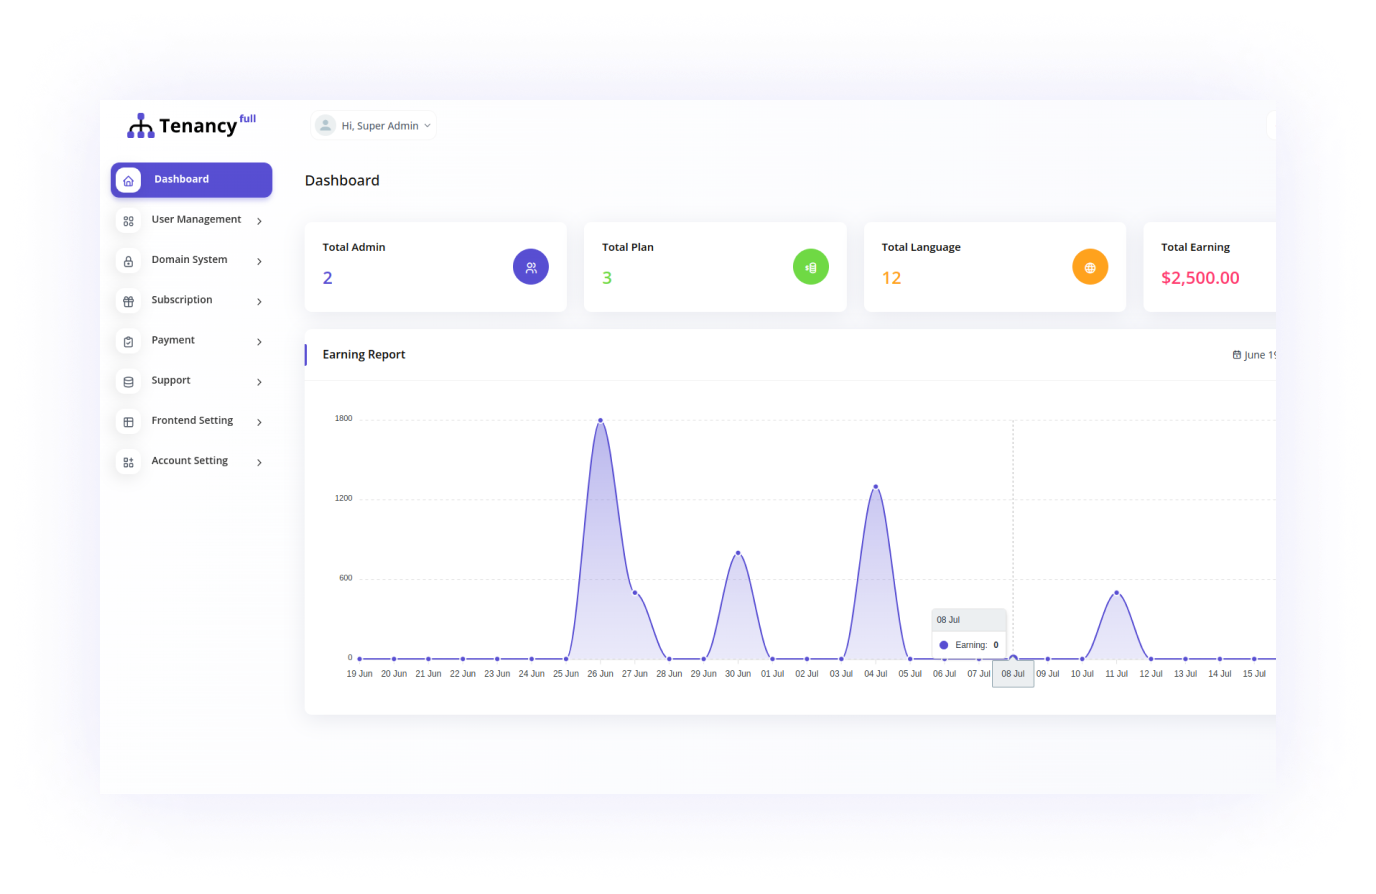 Tenancy full
Hi, Super Admin
Dashboard
User Management
Domain System
Subscription
Payment
Support
Frontend Setting
Account Setting
Dashboard
Total Admin
2
Total Plan
3
Total Language
12
Total Earning
$2,500.00
Earning Report
June 19
1800
1200
600
0
08 Jul
Earning: 0
19 Jun 20 Jun 21 Jun 22 Jun 23 Jun 24 Jun 25 Jun 26 Jun 27 Jun 28 Jun 29 Jun 30 Jun 01 Jul 02 Jul 03 Jul 04 Jul 05 Jul 06 Jul 07 Jul 08 Jul 09 Jul 10 Jul 11 Jul 12 Jul 13 Jul 14 Jul 15 Jul